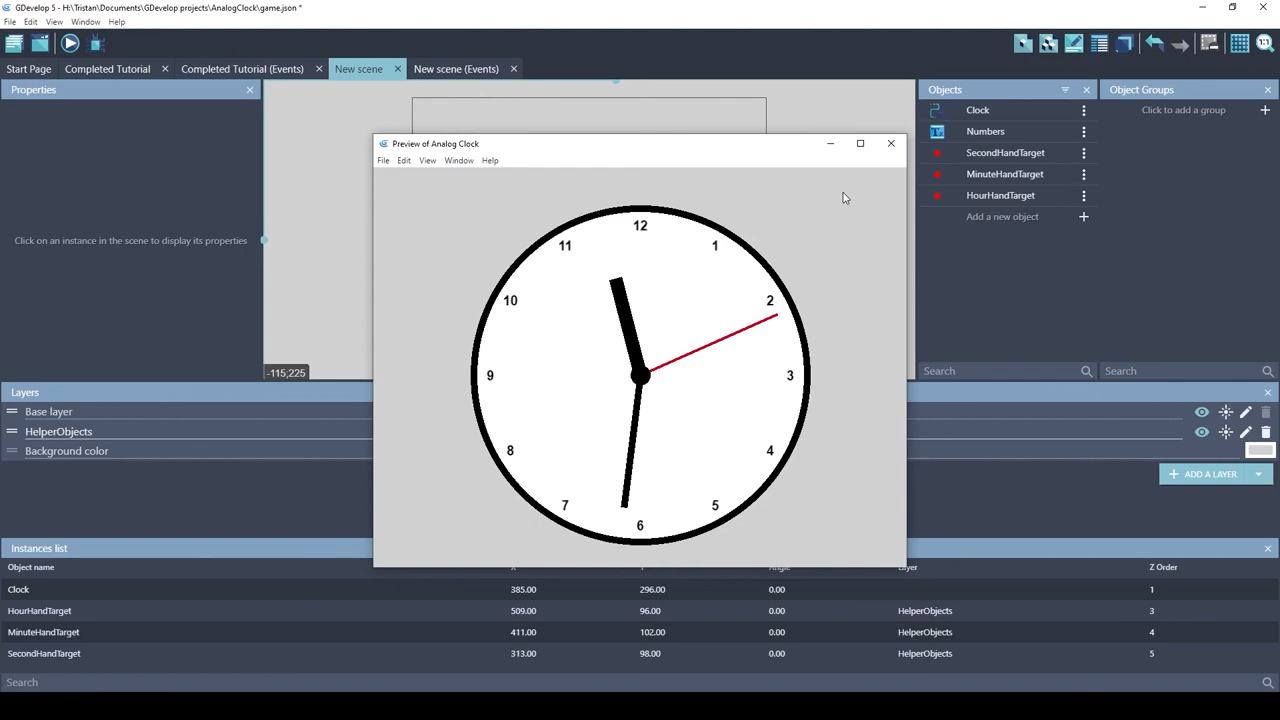 GDevelop 5 - H:\Tristan\Documents\GDevelop projects\AnalogClock\game.json *
File Edit View Window Help
Start Page Completed Tutorial Completed Tutorial (Events) New scene New scene (Events)
Properties
Objects
Object Groups
Clock
Click to add a group
Numbers
SecondHandTarget
MinuteHandTarget
HourHandTarget
Add a new object
Click on an instance in the scene to display its properties
Preview of Analog Clock
File Edit View Window Help
12
11 1
10 2
9 3
8 4
7 5
6
-115;225
Search
Search
Layers
Base layer
HelperObjects
Background color
ADD A LAYER
Instances list
Object name Angle Layer Z Order
Clock 385.00 296.00 0.00 1
HourHandTarget 509.00 96.00 0.00 HelperObjects 3
MinuteHandTarget 411.00 102.00 0.00 HelperObjects 4
SecondHandTarget 313.00 98.00 0.00 HelperObjects 5
Search